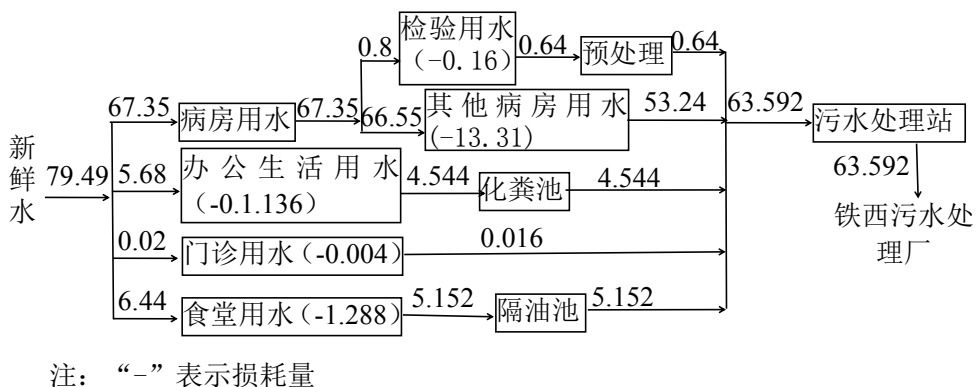 检验用水
(-0.16)
0.8
0.64
预处理
0.64
67.35
病房用水
67.35
66.55
其他病房用水
(-13.31)
53.24
63.592
污水处理站
新鲜水
79.49
5.68
办公生活用水
(-0.1.136)
4.544
化粪池
4.544
63.592
铁西污水处
理厂
0.02
门诊用水(-0.004)
0.016
6.44
食堂用水(-1.288)
5.152
隔油池
5.152
注：“-”表示损耗量